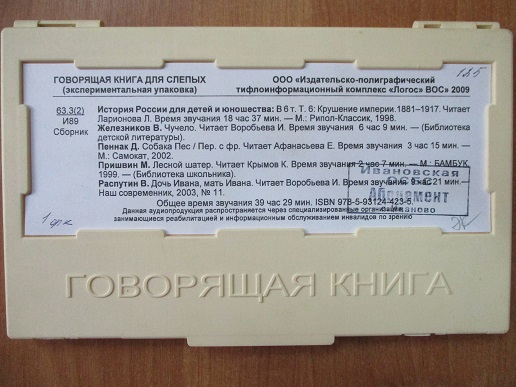 ГОВОРЯЩАЯ КНИГА ДЛЯ СЛЕПЫХ
(экспериментальная упаковка)
ООО «Издательско-полиграфический
тифлоинформационный комплекс «Логос» ВОС» 2009
185
63.3(2)
И89
Сборник
История России для детей и юношества: В 6 т. Т. 6: Крушение империи.1881–1917. Читает
Ларионова Л. Время звучания 18 час 37 мин. — М.: Рипол-Классик, 1998.
Железников В. Чучело. Читает Воробьева И. Время звучания 6 час 9 мин. — (Библиотека
детской литературы).
Пеннак Д. Собака Пес / Пер. с фр. Читает Афанасьева Е. Время звучания 3 час 15 мин. —
М.: Самокат, 2002.
Пришвин М. Лесной шатер. Читает Крымов К. Время звучания 2 час 7 мин. — М.: БАМБУК,
1999. — (Библиотека школьника).
Распутин В. Дочь Ивана, мать Ивана. Читает Воробьева И. Время звучания 9 час 21 мин.—
Наш современник, 2003, № 11.
Общее время звучания 39 час 29 мин. ISBN 978-5-93124-423-5.
Данная аудиопродукция распространяется через специализированные организации,
занимающиеся реабилитацией и информационным обслуживанием инвалидов по зрению
Ивановская
Абонемент
г. Иваново
ГОВОРЯЩАЯ КНИГА